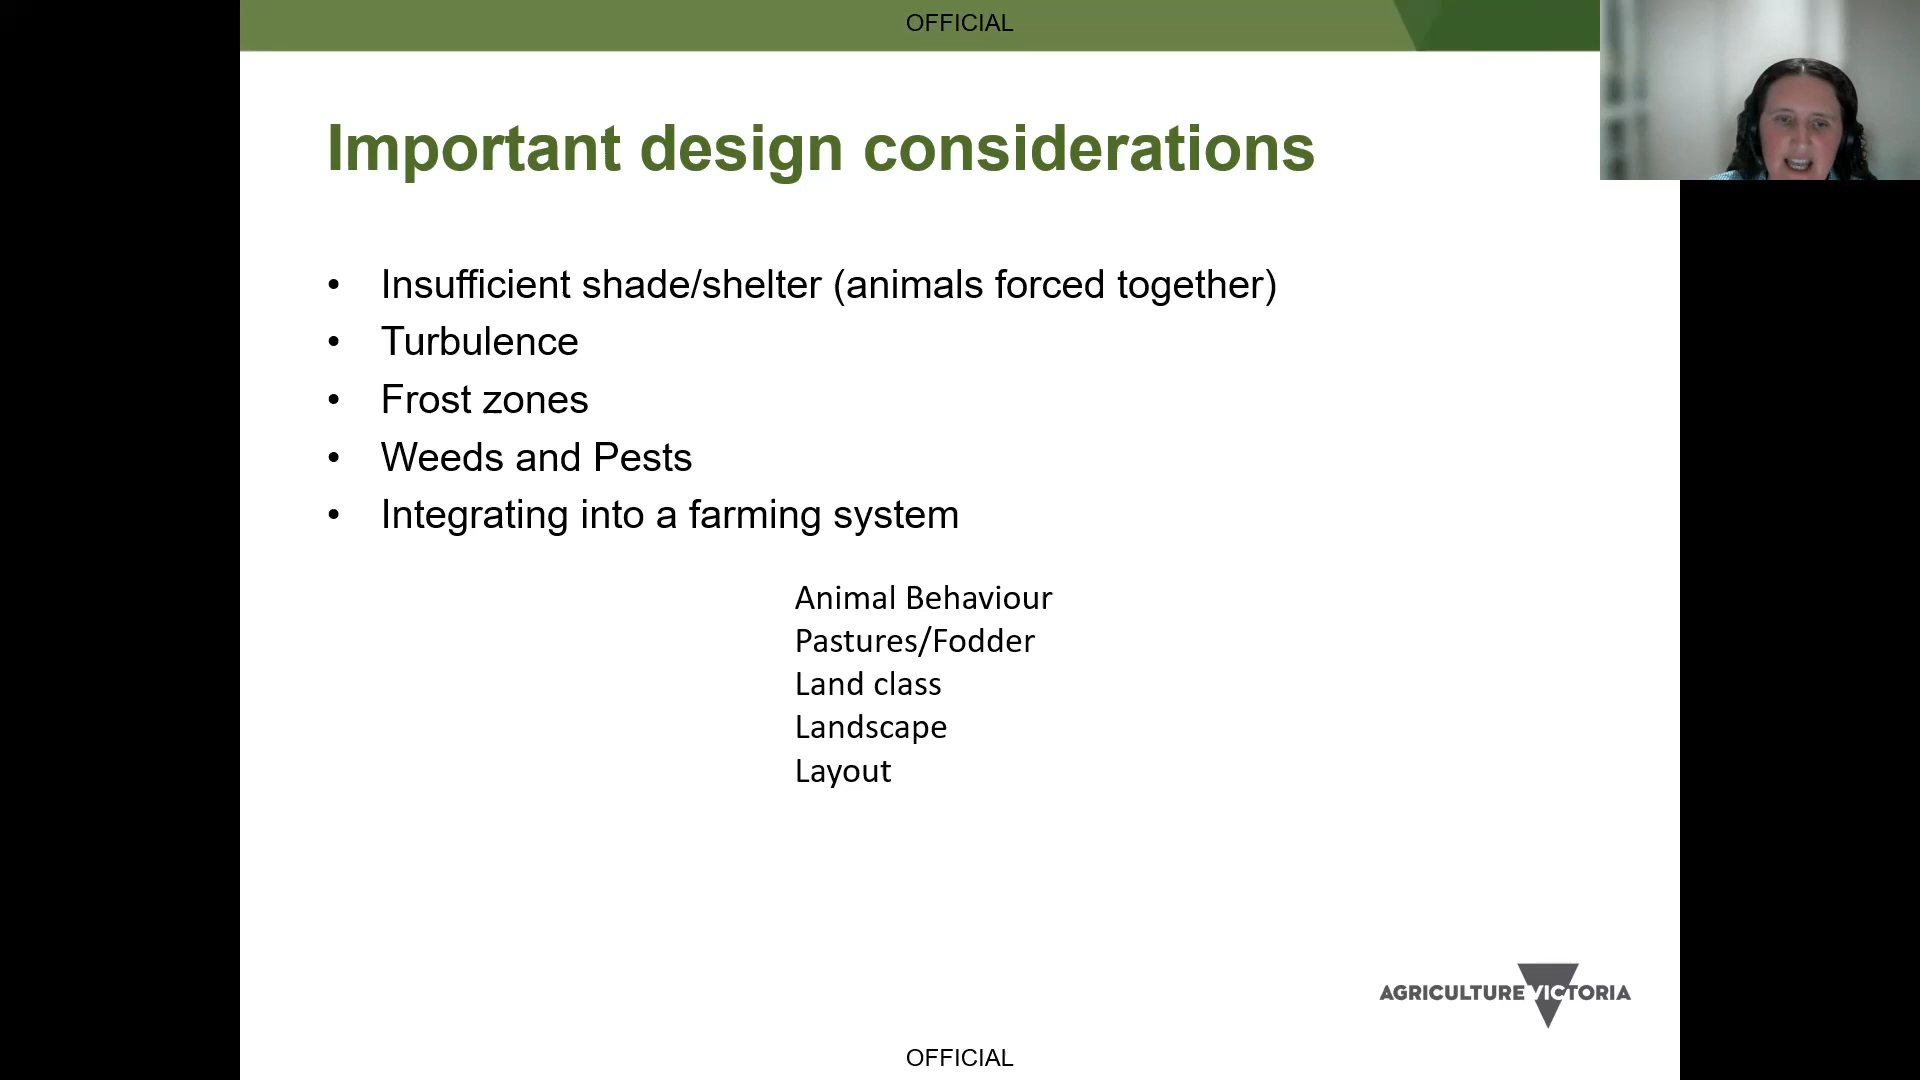 OFFICIAL
Important design considerations
• Insufficient shade/shelter (animals forced together)
• Turbulence
• Frost zones
• Weeds and Pests
• Integrating into a farming system
Animal Behaviour
Pastures/Fodder
Land class
Landscape
Layout
AGRICULTURE VICTORIA
OFFICIAL